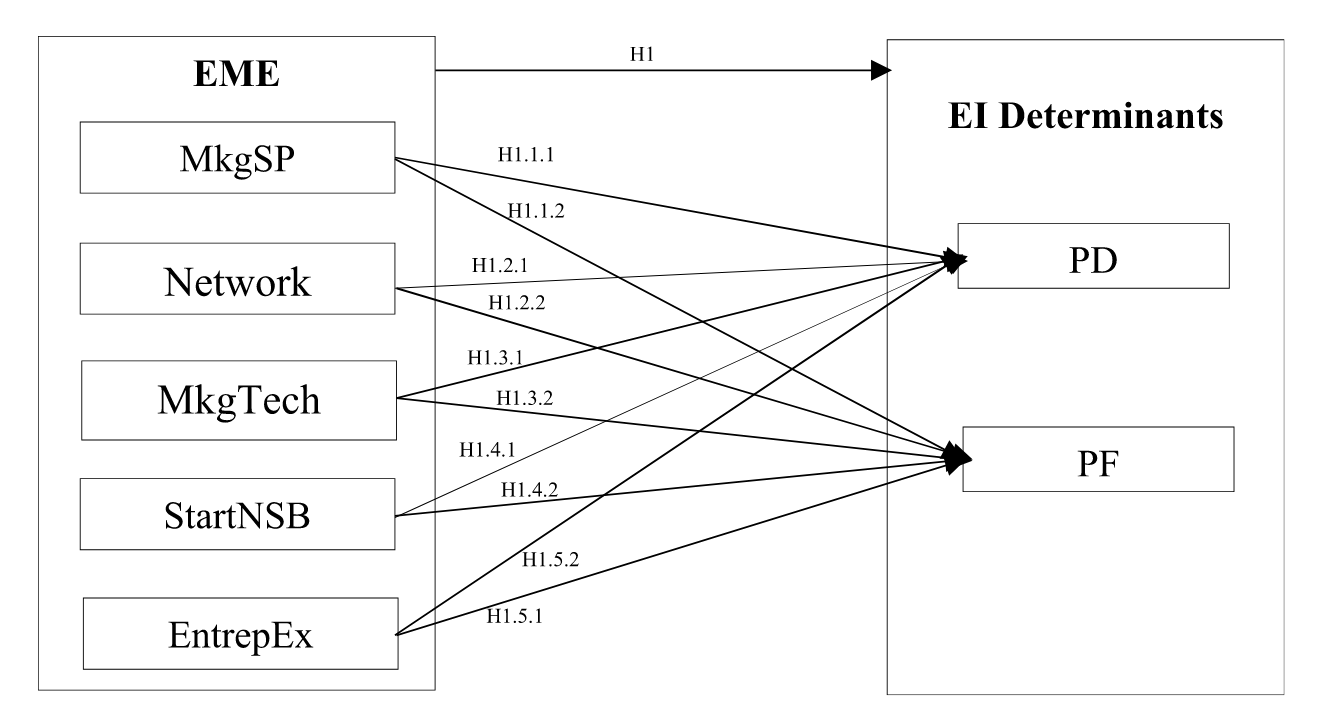 H1
EME
EI Determinants
MkgSP
H1.1.1
H1.1.2
PD
Network
H1.2.1
H1.2.2
MkgTech
H1.3.1
H1.3.2
PF
StartNSB
H1.4.1
H1.4.2
EntrepEx
H1.5.2
H1.5.1